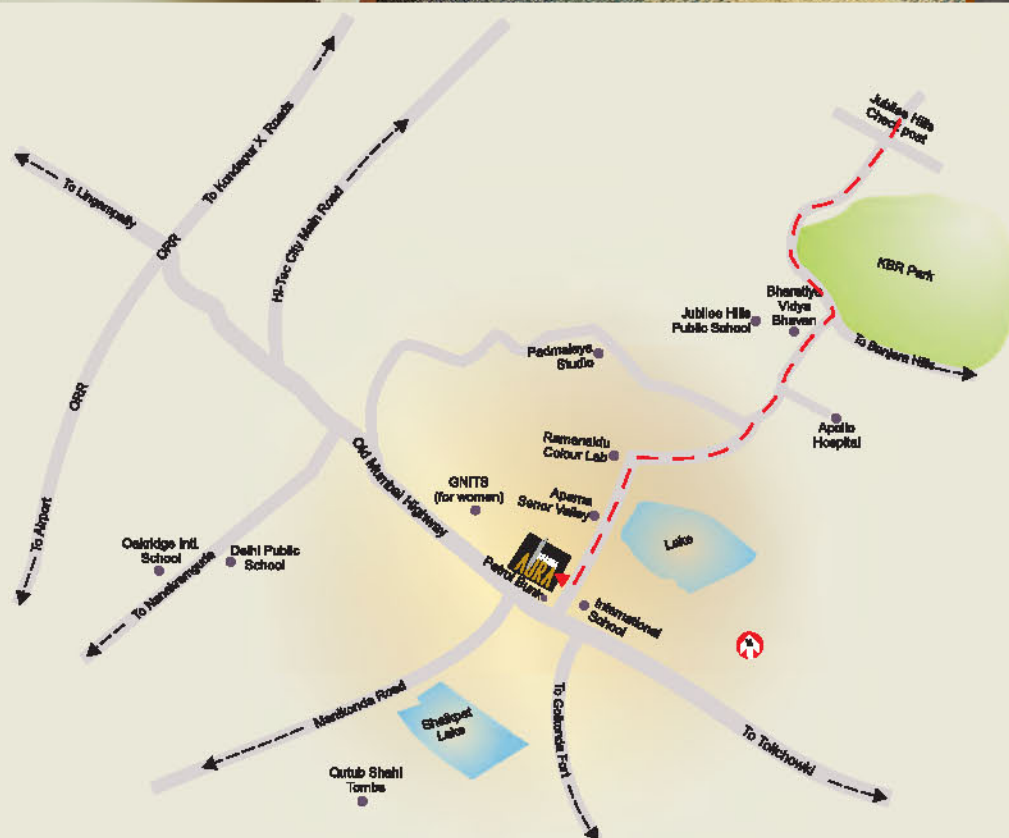 Jubilee Hills
Check post
To Kondapur X Roads
To Lingampally
ORR
Hi-Tec City Main Road
KBR Park
Bharatiya
Vidya
Bhavan
Jubilee Hills
Public School
To Banjara Hills
Padmalaya
Studio
ORR
Apollo
Hospital
Ramanaidu
Colour Lab
Old Mumbai Highway
GNITS
(for women)
Aparna
Senor Valley
Lake
To Airport
Oakridge Intl.
School
Delhi Public
School
AURA
Petrol Bunk
To Nanakramguda
International
School
N
Manikonda Road
Shaikpet
Lake
To Golkonda Fort
To Tolichowki
Qutub Shahi
Tombs